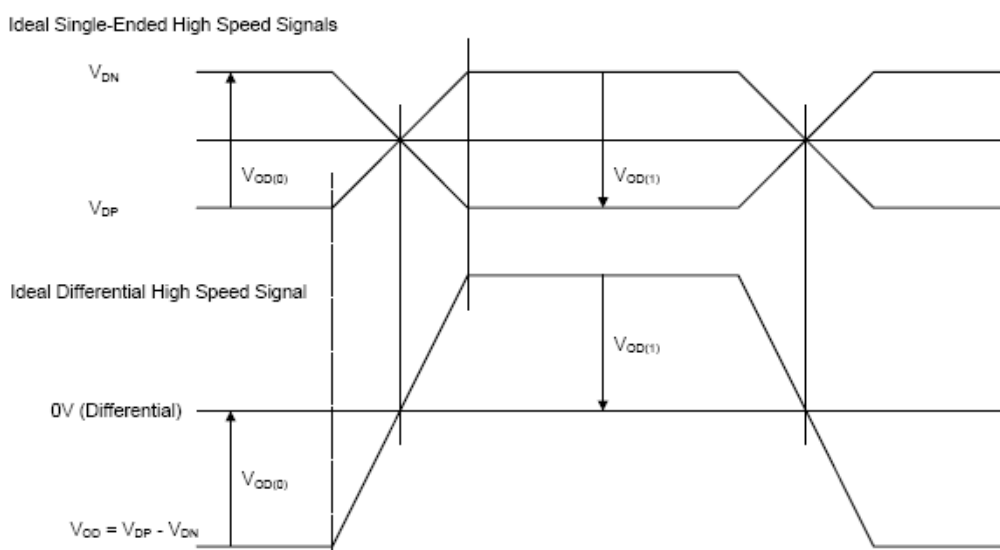 Ideal Single-Ended High Speed Signals
V_DN
V_OD(0)
V_OD(1)
V_DP
Ideal Differential High Speed Signal
V_OD(1)
0V (Differential)
V_OD(0)
V_OD = V_DP - V_DN